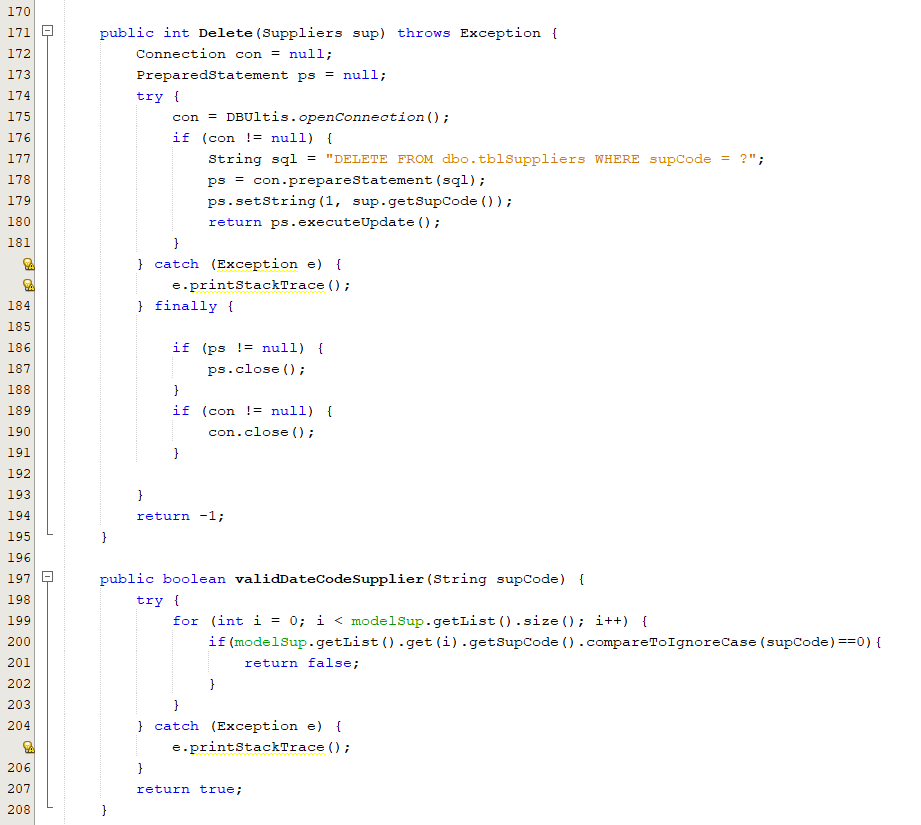 170
171 public int Delete(Suppliers sup) throws Exception {
172 Connection con = null;
173 PreparedStatement ps = null;
174 try {
175 con = DBUltis.openConnection();
176 if (con != null) {
177 String sql = "DELETE FROM dbo.tblSuppliers WHERE supCode = ?";
178 ps = con.prepareStatement(sql);
179 ps.setString(1, sup.getSupCode());
180 return ps.executeUpdate();
181 }
} catch (Exception e) {
e.printStackTrace();
184 } finally {
185
186 if (ps != null) {
187 ps.close();
188 }
189 if (con != null) {
190 con.close();
191 }
192
193 }
194 return -1;
195 }
196
197 public boolean validDateCodeSupplier(String supCode) {
198 try {
199 for (int i = 0; i < modelSup.getList().size(); i++) {
200 if(modelSup.getList().get(i).getSupCode().compareToIgnoreCase(supCode)==0){
201 return false;
202 }
203 }
204 } catch (Exception e) {
e.printStackTrace();
206 }
207 return true;
208 }